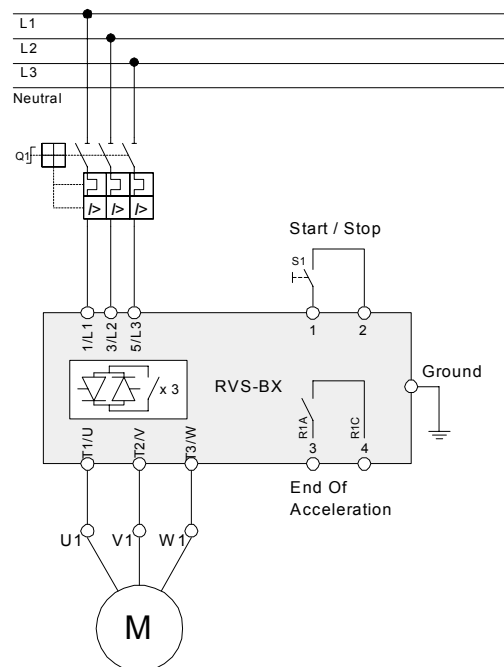 L1
L2
L3
Neutral
Q1
I>
I>
I>
Start / Stop
S1
1/L1
3/L2
5/L3
1
2
x 3
RVS-BX
Ground
R1A
R1C
T1/U
T2/V
T3/W
3
4
End Of
Acceleration
U1
V1
W1
M